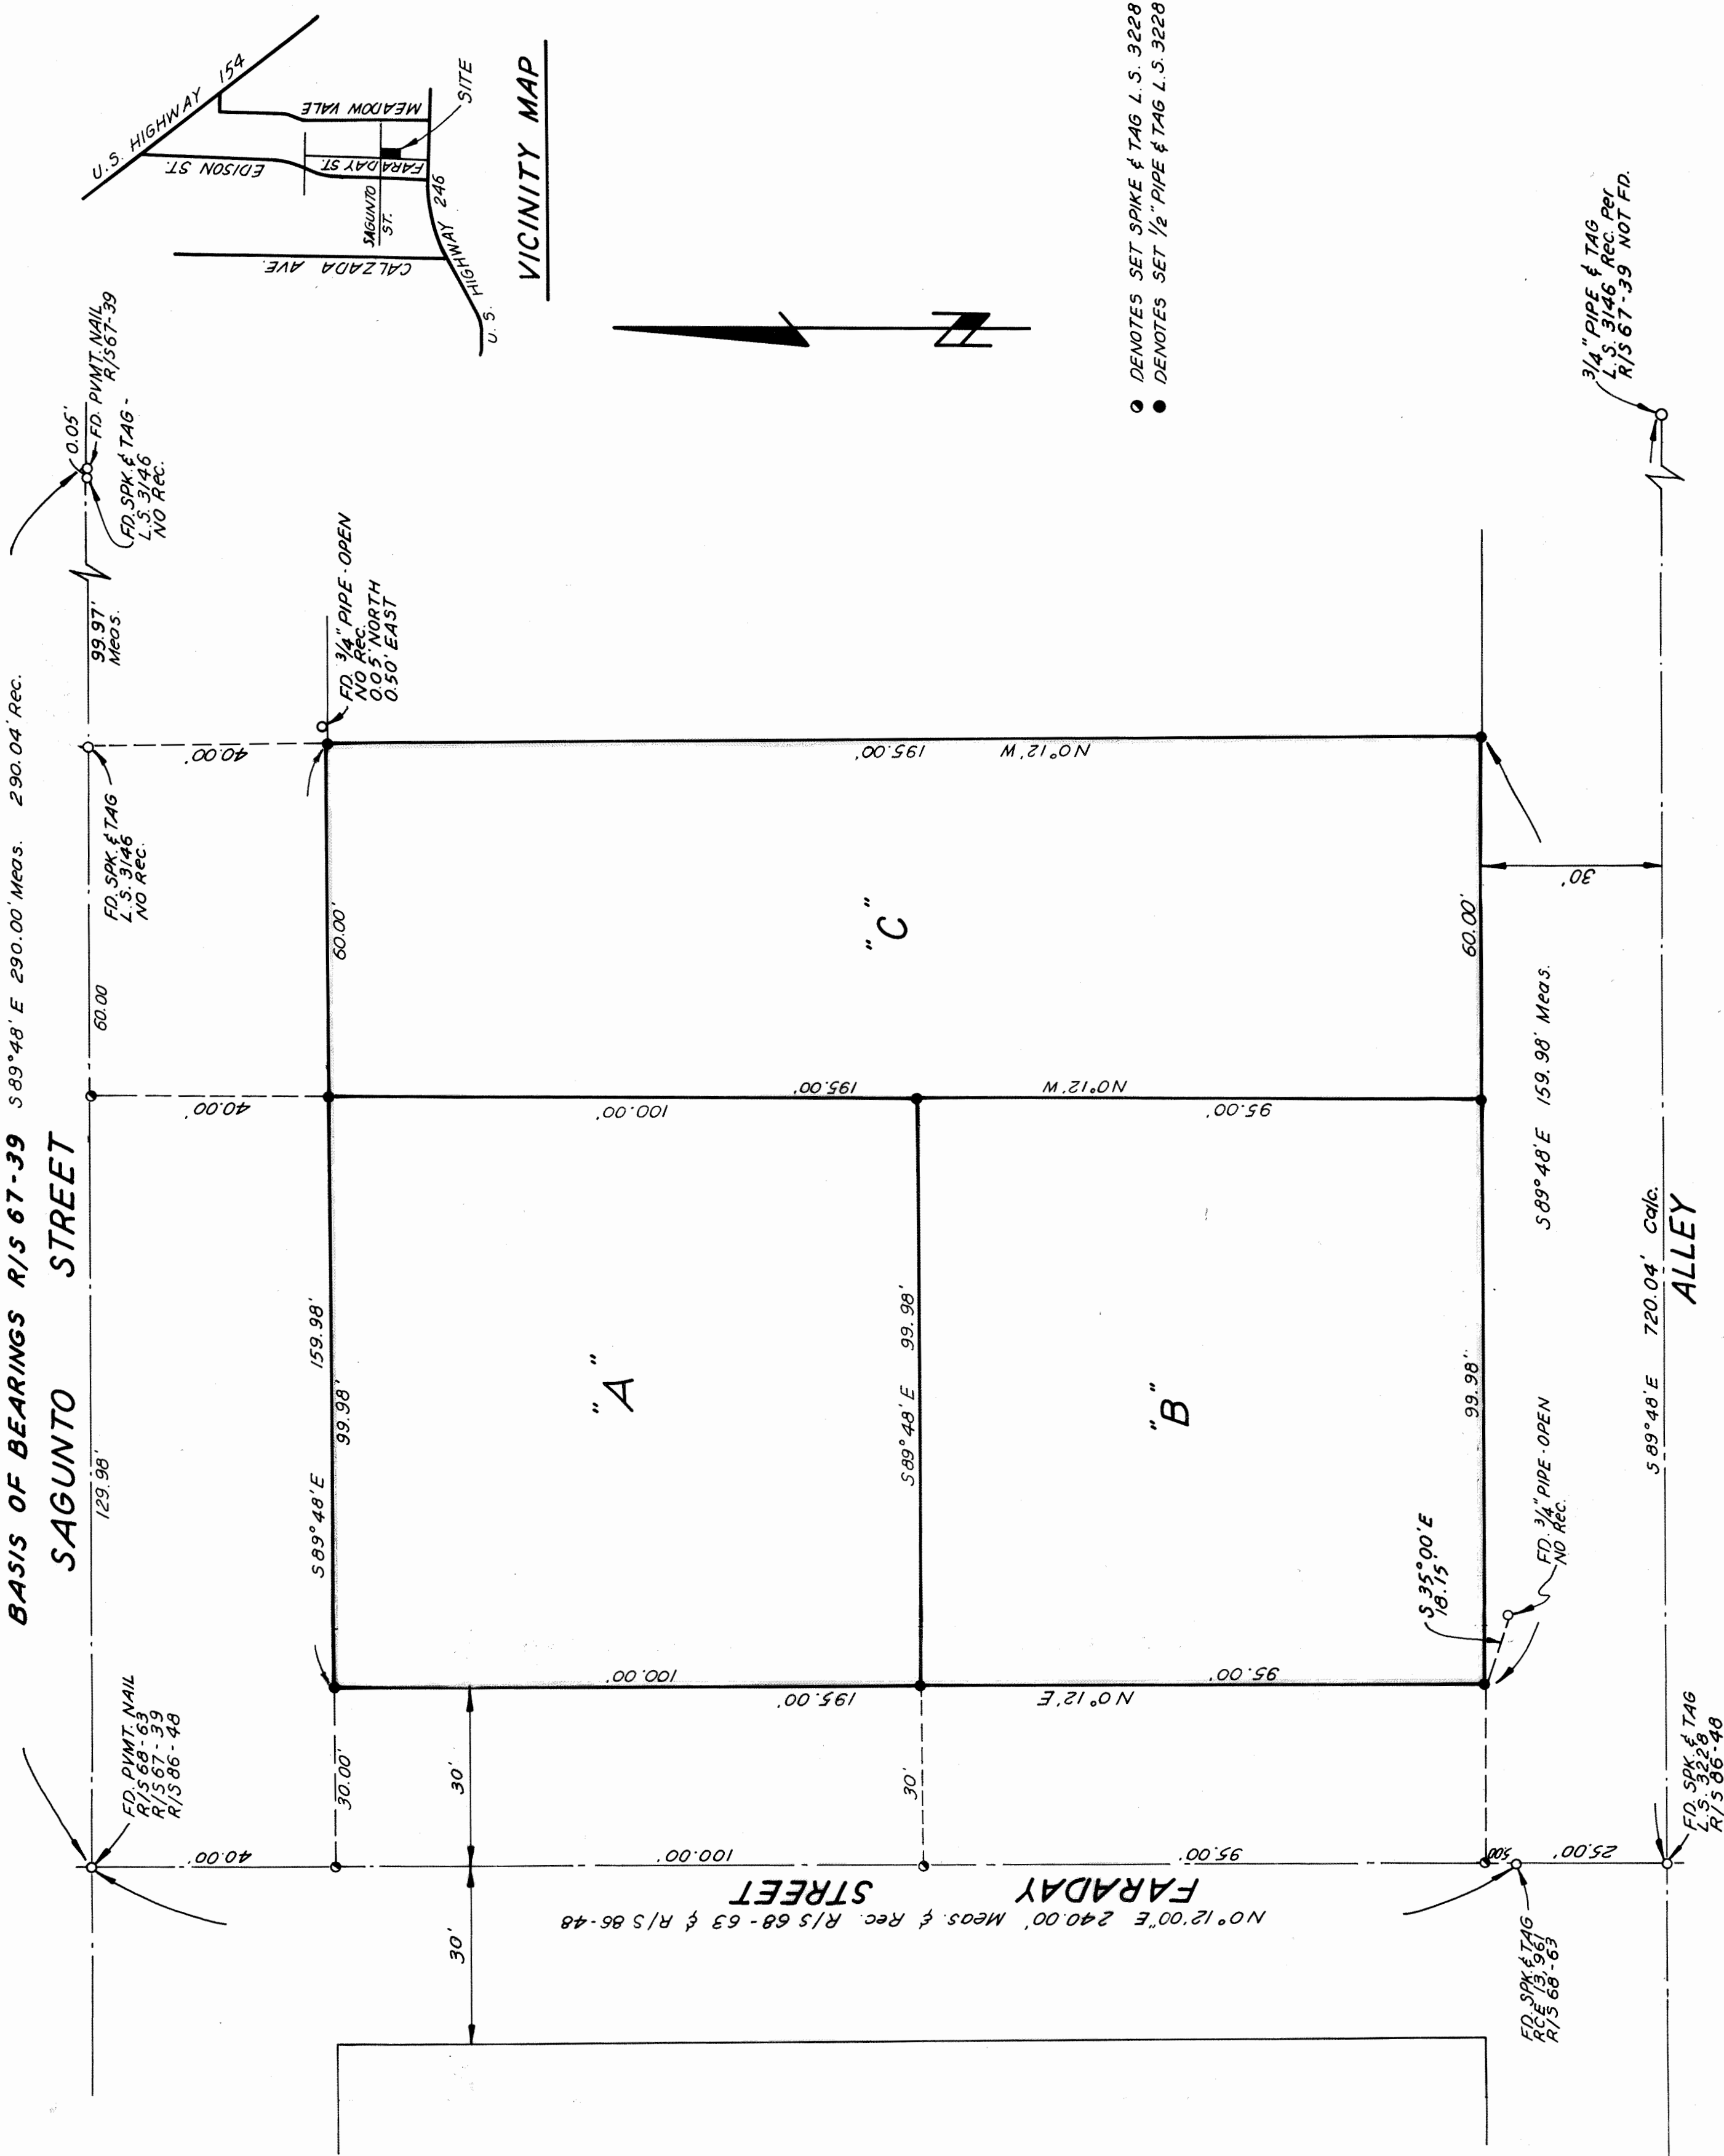 BASIS OF BEARINGS R/S 67-39 S 89°48' E 290.00' Meas. 290.04' Rec.
SAGUNTO STREET
129.98'
60.00
99.97'
Meas.
0.05'
FD. PVMT. NAIL
R/S 67-39
FD. SPK. & TAG -
L.S. 3146
NO Rec.
FD. SPK. & TAG
L.S. 3146
NO Rec.
FD. PVMT. NAIL
R/S 68-63
R/S 67-39
R/S 86-48
40.00'
40.00'
40.00'
FD. 3/4" PIPE - OPEN
NO Rec.
0.05' NORTH
0.50' EAST
S 89°48' E 159.98'
99.98'
60.00'
30.00'
30'
30'
30'
"A"
100.00'
195.00'
N 0°12' E
95.00'
100.00'
195.00'
N 0°12' W
95.00'
195.00'
N 0°12' W
"C"
S 89°48' E 99.98'
"B"
100.00'
95.00'
5.00'
25.00'
FARADAY STREET
N 0°12'00" E 240.00' Meas. & Rec. R/S 68-63 & R/S 86-48
99.98'
60.00'
S 35°00' E
18.15'
FD. 3/4" PIPE - OPEN
NO Rec.
S 89°48' E 159.98' Meas.
30'
FD. SPK. & TAG
RCE 13,961
R/S 68-63
FD. SPK. & TAG
L.S. 3228
R/S 86-48
S 89°48' E 720.04' Calc.
ALLEY
3/4" PIPE & TAG
L.S. 3146 Rec. Per
R/S 67-39 NOT FD.
DENOTES SET SPIKE & TAG L.S. 3228
DENOTES SET 1/2" PIPE & TAG L.S. 3228
U.S. HIGHWAY 154
EDISON ST.
MEADOW VALE
FARADAY ST.
SAGUNTO
ST.
CALZADA AVE.
U.S. HIGHWAY 246
SITE
VICINITY MAP
N